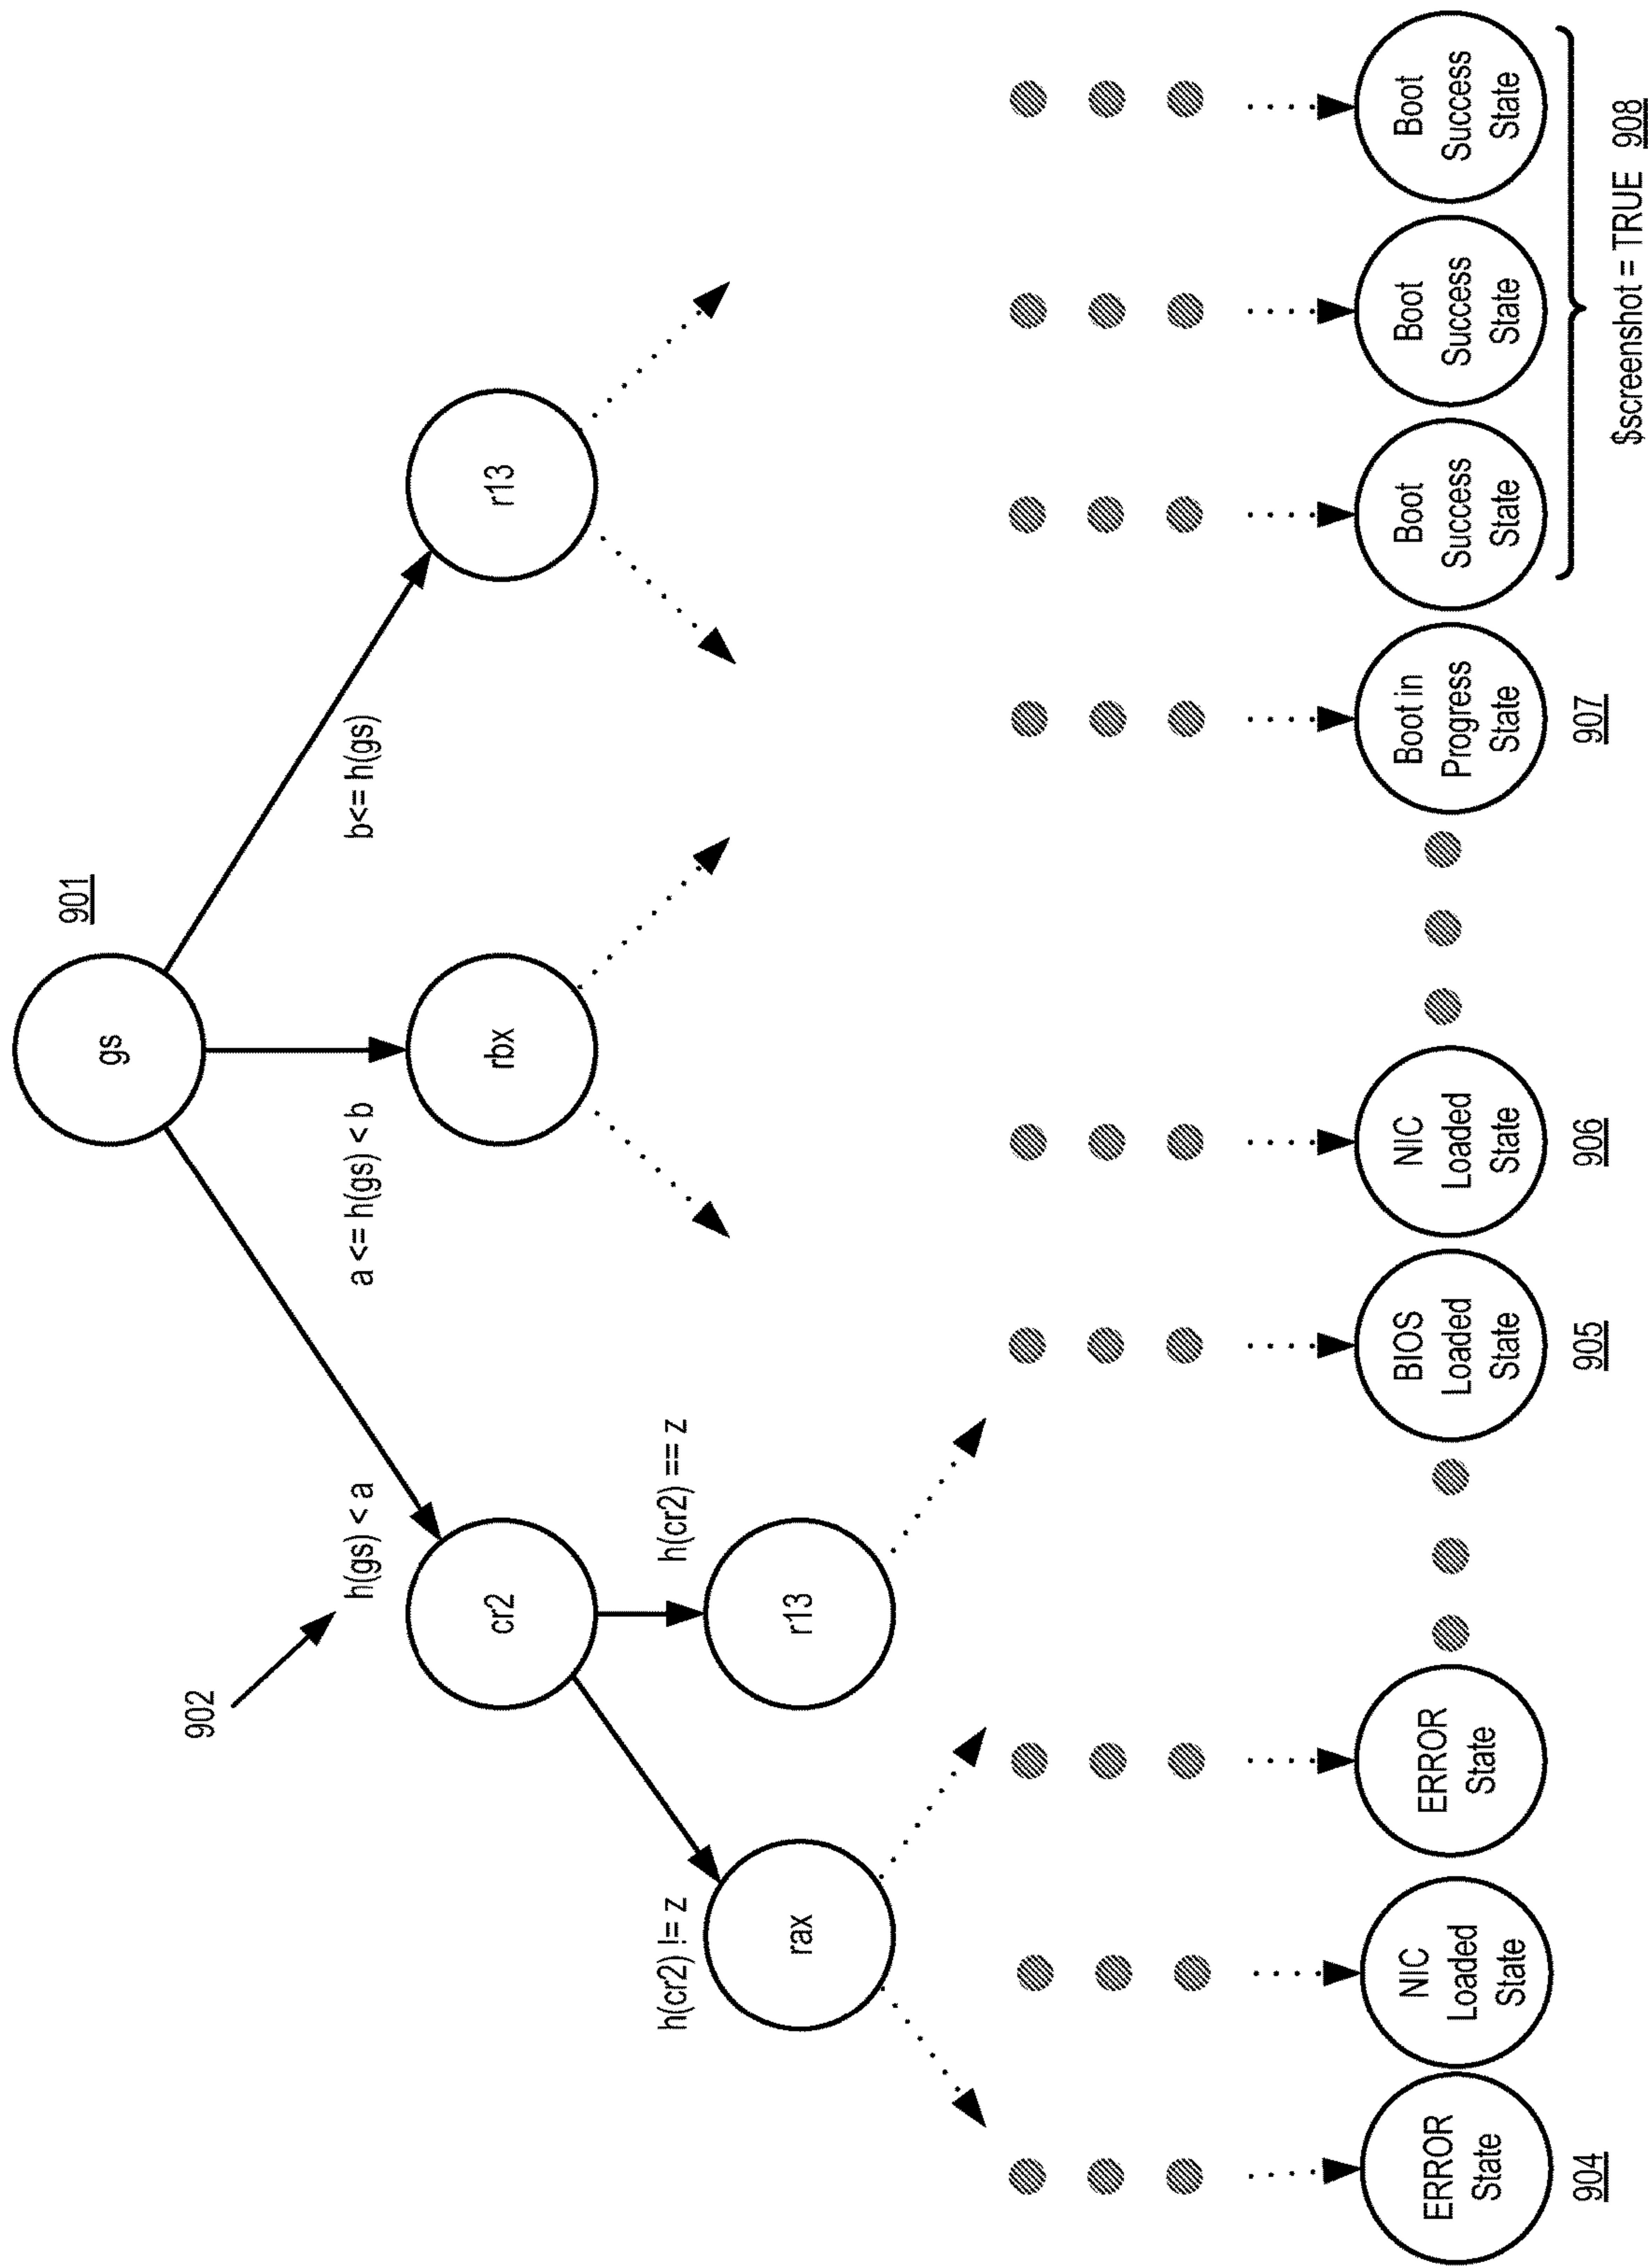 901
gs
902
h(gs) < a
a <= h(gs) < b
b<= h(gs)
cr2
rbx
r13
h(cr2) != z
h(cr2) == z
rax
r13
ERROR
State
NIC
Loaded
State
ERROR
State
BIOS
Loaded
State
NIC
Loaded
State
Boot in
Progress
State
Boot
Success
State
Boot
Success
State
Boot
Success
State
904
905
906
907
$screenshot = TRUE 908